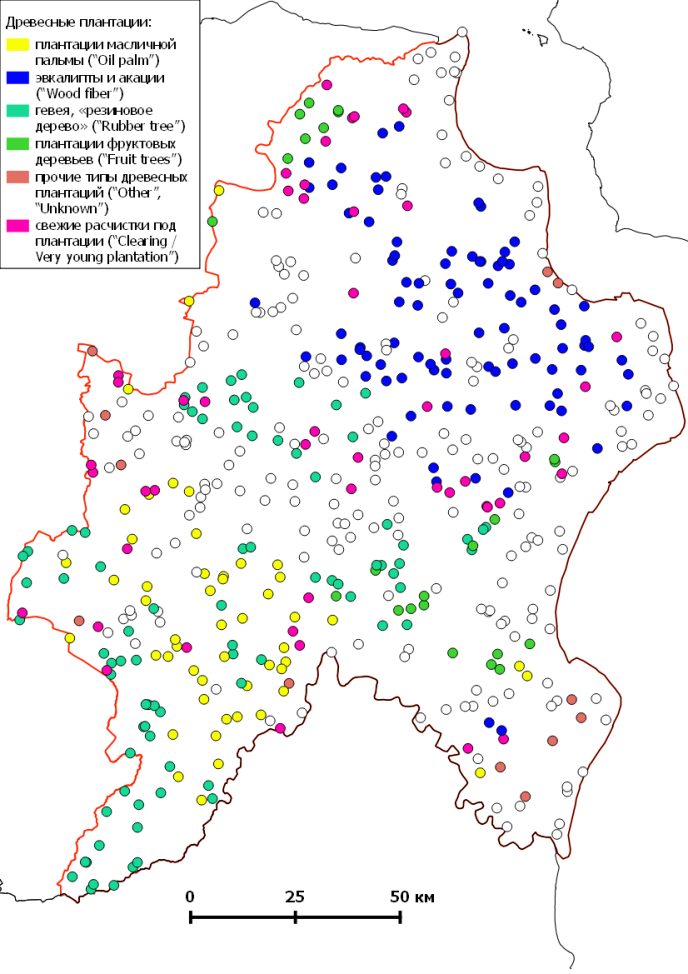 Древесные плантации:
плантации масличной
пальмы (“Oil palm”)
эвкалипты и акации
(“Wood fiber”)
гевея, «резиновое
дерево» (“Rubber tree”)
плантации фруктовых
деревьев (“Fruit trees”)
прочие типы древесных
плантаций (“Other”,
“Unknown”)
свежие расчистки под
плантации (“Clearing /
Very young plantation”)
0 25 50 км